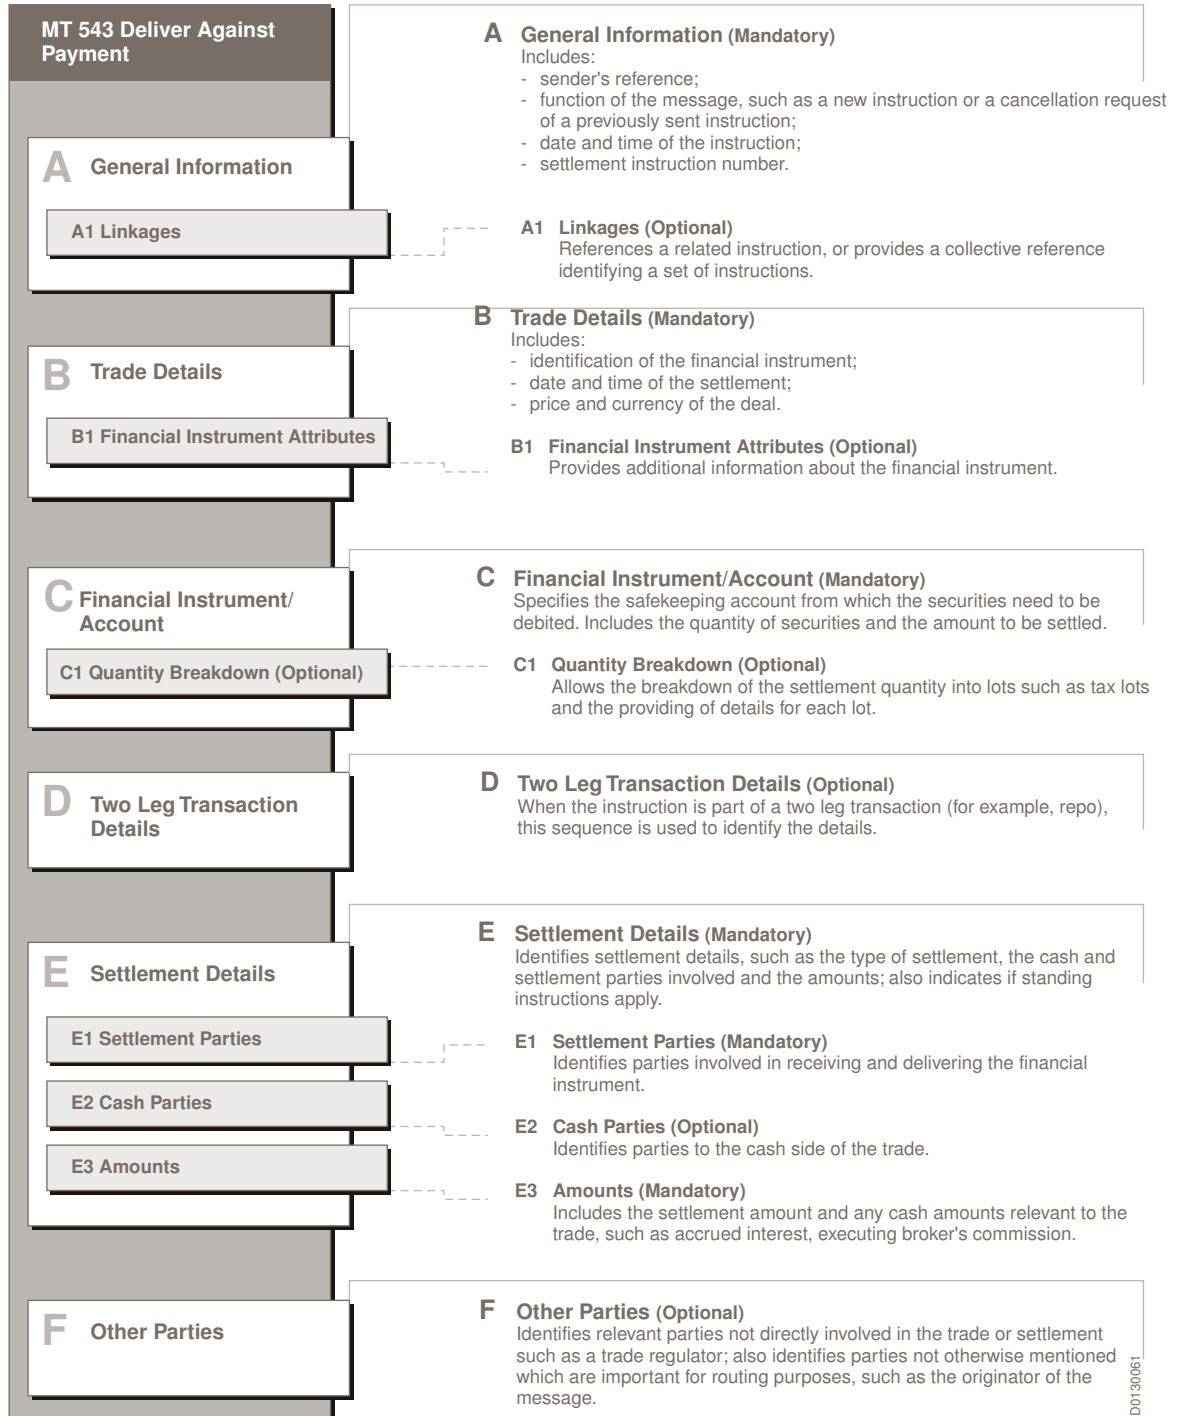 MT 543 Deliver Against
Payment
A General Information
A1 Linkages
B Trade Details
B1 Financial Instrument Attributes
C Financial Instrument/
Account
C1 Quantity Breakdown (Optional)
D Two Leg Transaction
Details
E Settlement Details
E1 Settlement Parties
E2 Cash Parties
E3 Amounts
F Other Parties
A General Information (Mandatory)
Includes:
- sender's reference;
- function of the message, such as a new instruction or a cancellation request
of a previously sent instruction;
- date and time of the instruction;
- settlement instruction number.
A1 Linkages (Optional)
References a related instruction, or provides a collective reference
identifying a set of instructions.
B Trade Details (Mandatory)
Includes:
- identification of the financial instrument;
- date and time of the settlement;
- price and currency of the deal.
B1 Financial Instrument Attributes (Optional)
Provides additional information about the financial instrument.
C Financial Instrument/Account (Mandatory)
Specifies the safekeeping account from which the securities need to be
debited. Includes the quantity of securities and the amount to be settled.
C1 Quantity Breakdown (Optional)
Allows the breakdown of the settlement quantity into lots such as tax lots
and the providing of details for each lot.
D Two Leg Transaction Details (Optional)
When the instruction is part of a two leg transaction (for example, repo),
this sequence is used to identify the details.
E Settlement Details (Mandatory)
Identifies settlement details, such as the type of settlement, the cash and
settlement parties involved and the amounts; also indicates if standing
instructions apply.
E1 Settlement Parties (Mandatory)
Identifies parties involved in receiving and delivering the financial
instrument.
E2 Cash Parties (Optional)
Identifies parties to the cash side of the trade.
E3 Amounts (Mandatory)
Includes the settlement amount and any cash amounts relevant to the
trade, such as accrued interest, executing broker's commission.
F Other Parties (Optional)
Identifies relevant parties not directly involved in the trade or settlement
such as a trade regulator; also identifies parties not otherwise mentioned
which are important for routing purposes, such as the originator of the
message.
D0130061